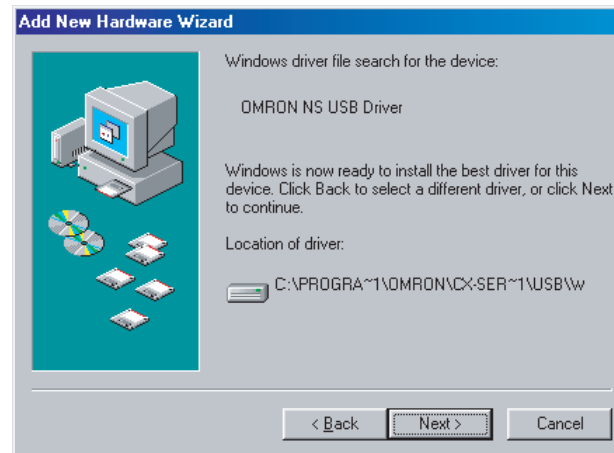 Add New Hardware Wizard
Windows driver file search for the device:
OMRON NS USB Driver
Windows is now ready to install the best driver for this
device. Click Back to select a different driver, or click Next
to continue.
Location of driver:
C:\PROGRA~1\OMRON\CX-SER~1\USB\W
< Back
Next >
Cancel